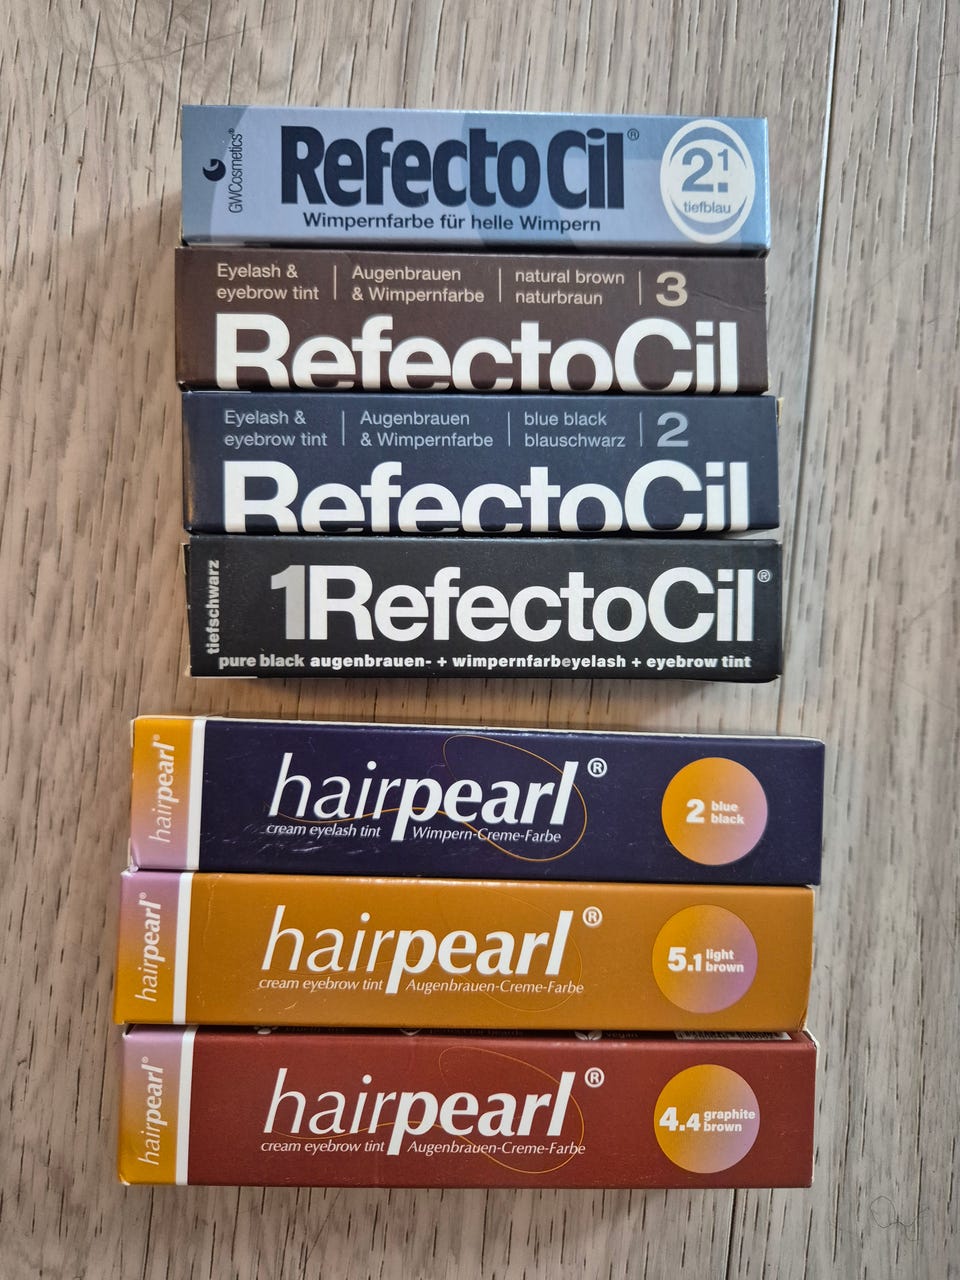 GWCosmetics®
RefectoCil®
Wimpernfarbe für helle Wimpern
2.1
tiefblau
Eyelash &
eyebrow tint
Augenbrauen
& Wimpernfarbe
natural brown
naturbraun
3
RefectoCil
Eyelash &
eyebrow tint
Augenbrauen
& Wimpernfarbe
blue black
blauschwarz
2
RefectoCil
tiefschwarz
1RefectoCil®
pure black augenbrauen- + wimpernfarbeyelash + eyebrow tint
hairpearl®
hairpearl®
cream eyelash tint Wimpern-Creme-Farbe
2 blue
black
hairpearl®
hairpearl®
cream eyebrow tint Augenbrauen-Creme-Farbe
5.1 light
brown
vegan
hairpearl®
hairpearl®
cream eyebrow tint Augenbrauen-Creme-Farbe
4.4 graphite
brown